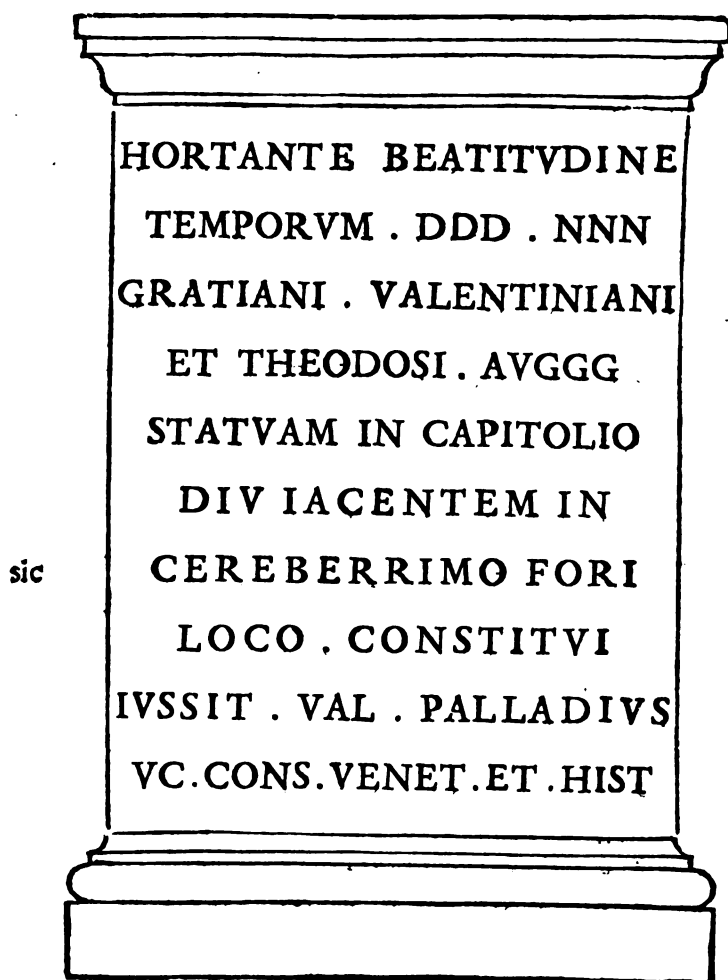 HORTANTE BEATITVDINE
TEMPORVM . DDD . NNN
GRATIANI . VALENTINIANI
ET THEODOSI . AVGGG
STATVAM IN CAPITOLIO
DIV IACENTEM IN
sic CEREBERRIMO FORI
LOCO . CONSTITVI
IVSSIT . VAL . PALLADIVS
VC . CONS . VENET . ET . HIST